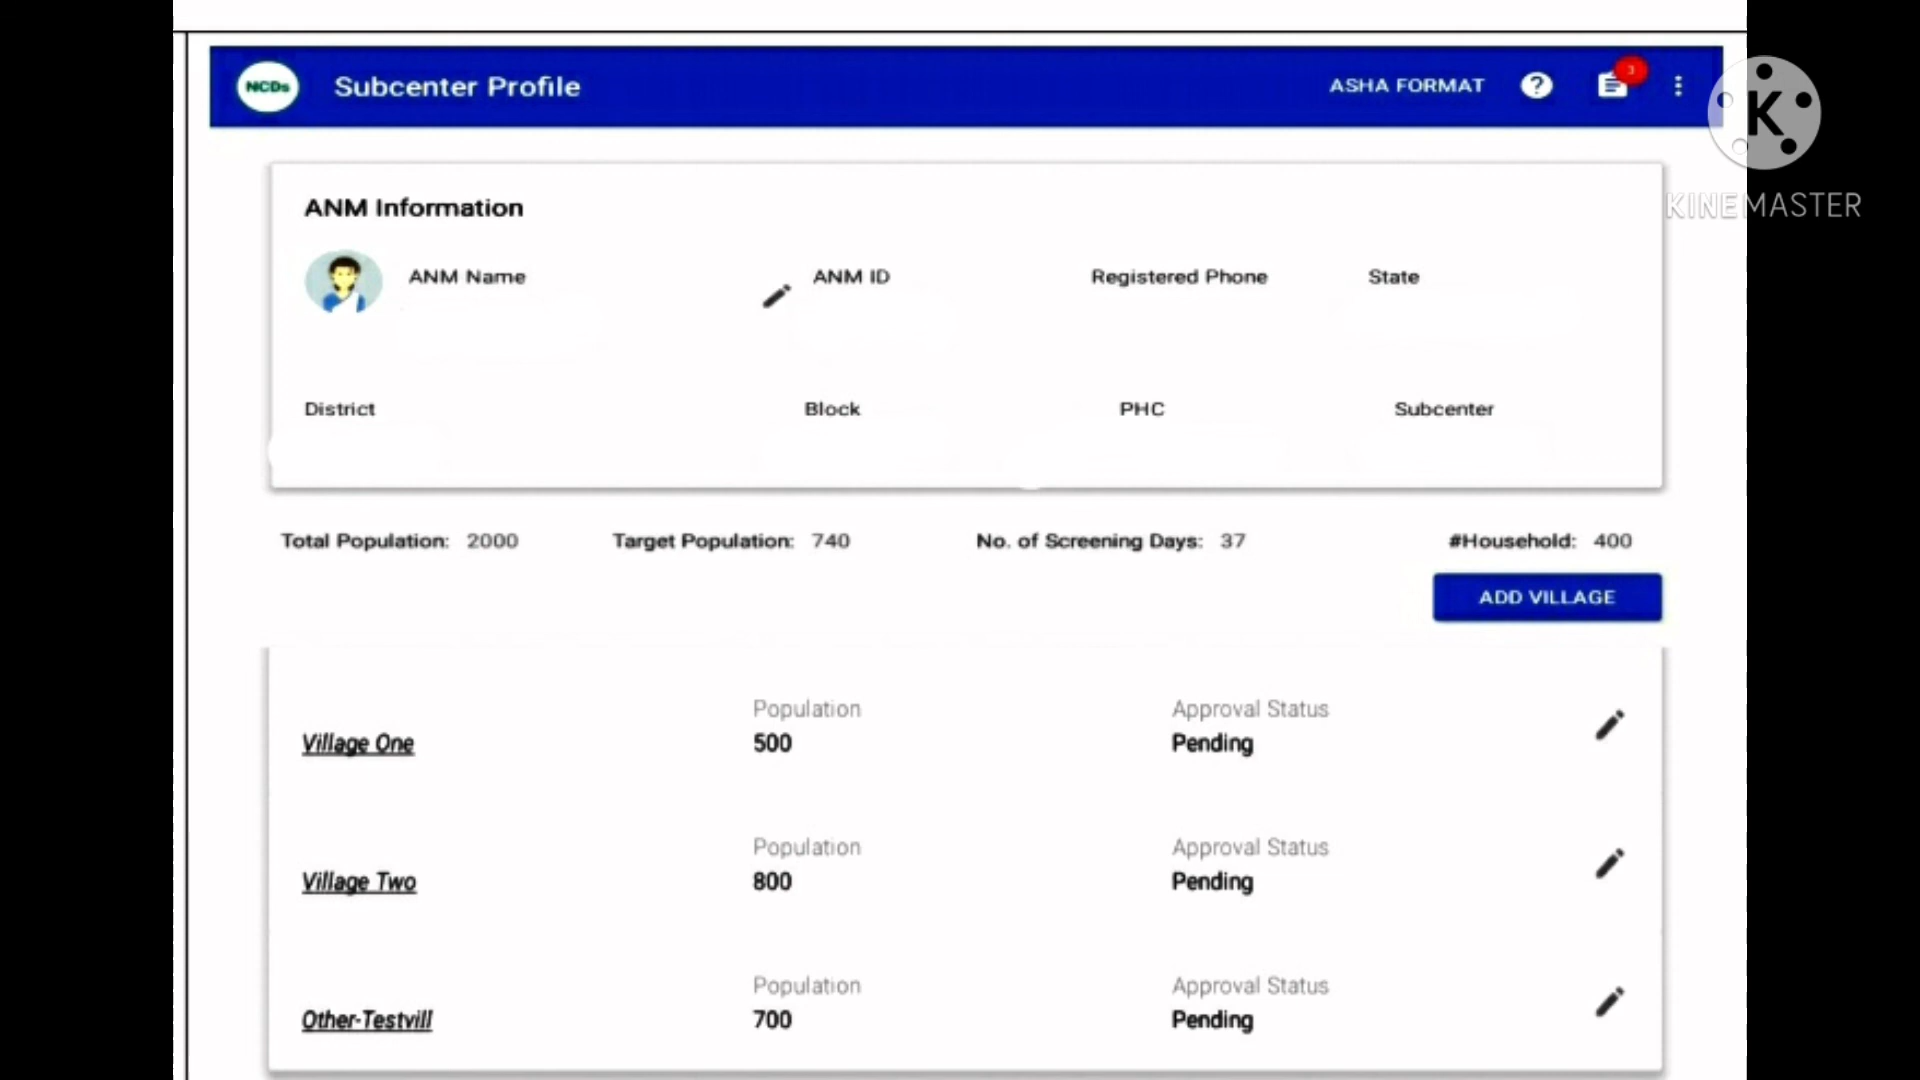 NCDs Subcenter Profile ASHA FORMAT ? 3
KINEMASTER
ANM Information
ANM Name ANM ID Registered Phone State
District Block PHC Subcenter
Total Population: 2000 Target Population: 740 No. of Screening Days: 37 #Household: 400
ADD VILLAGE
Population Approval Status
Village One 500 Pending
Population Approval Status
Village Two 800 Pending
Population Approval Status
Other-Testvill 700 Pending